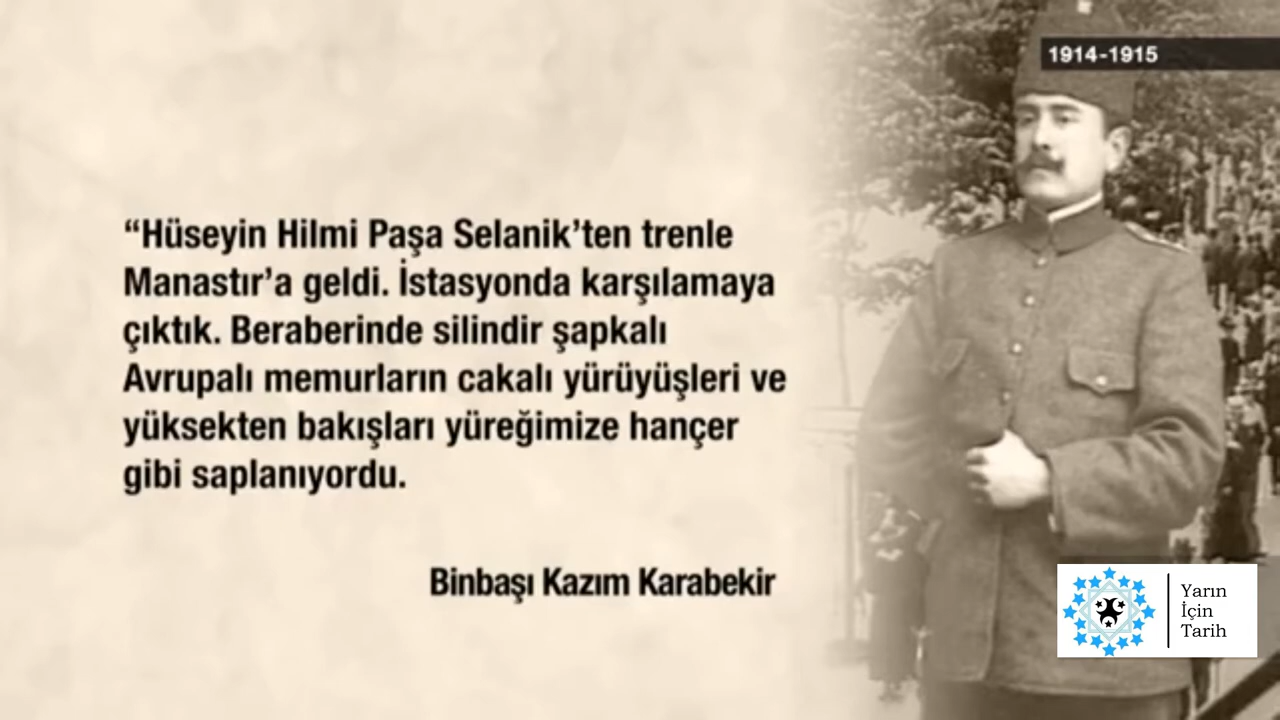 1914-1915
“Hüseyin Hilmi Paşa Selanik’ten trenle
Manastır’a geldi. İstasyonda karşılamaya
çıktık. Beraberinde silindir şapkalı
Avrupalı memurların cakalı yürüyüşleri ve
yüksekten bakışları yüreğimize hançer
gibi saplanıyordu.
Binbaşı Kazım Karabekir
Yarın
İçin
Tarih